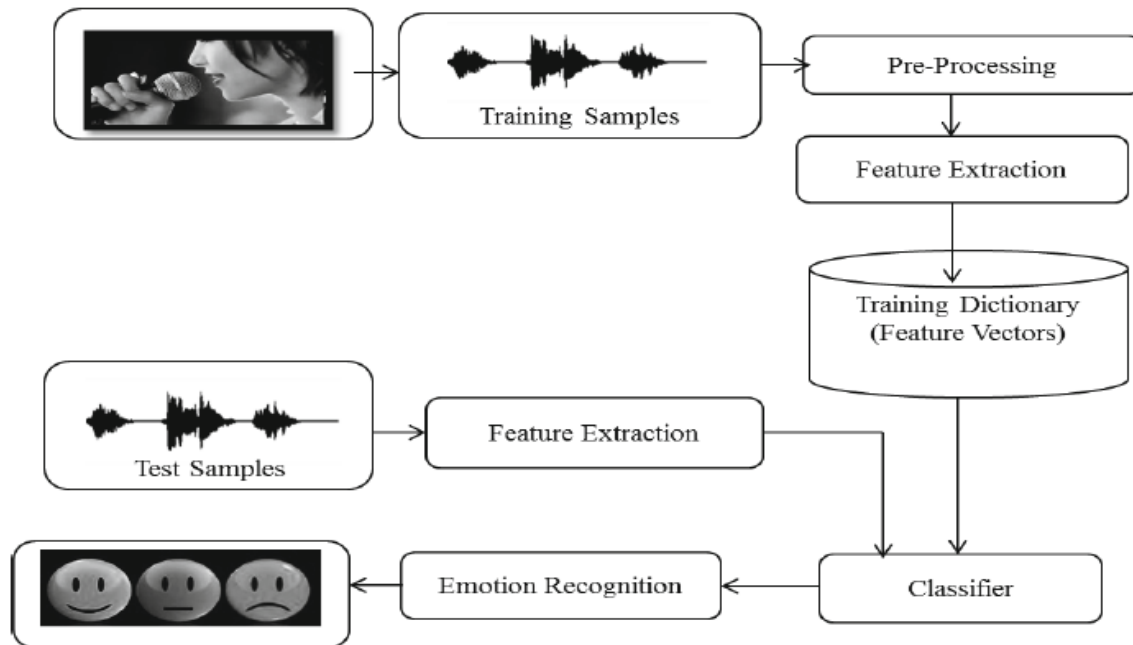 Training Samples
Pre-Processing
Feature Extraction
Training Dictionary
(Feature Vectors)
Test Samples
Feature Extraction
Emotion Recognition
Classifier